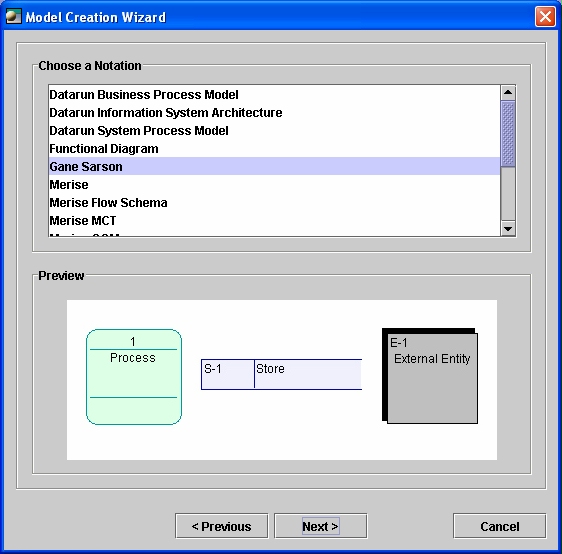 Model Creation Wizard
Choose a Notation
Datarun Business Process Model
Datarun Information System Architecture
Datarun System Process Model
Functional Diagram
Gane Sarson
Merise
Merise Flow Schema
Merise MCT
Preview
1
Process
S-1 Store
E-1
External Entity
< Previous Next > Cancel